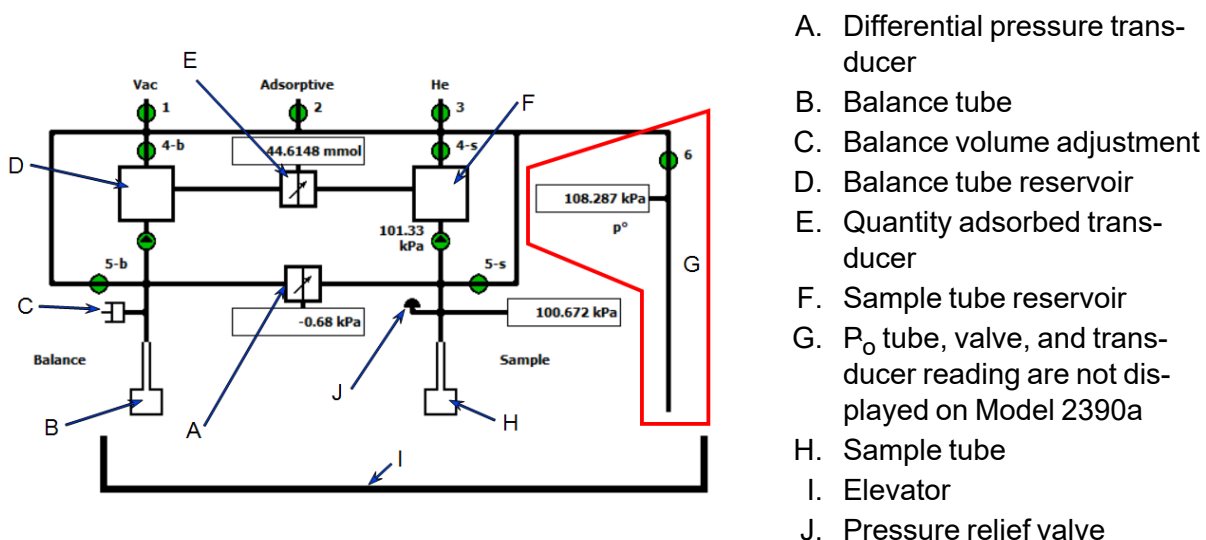 E
Vac
Adsorptive
He
1
2
3
F
4-b
44.6148 mmol
4-s
6
D
108.287 kPa
p°
101.33
kPa
5-b
5-s
G
C
-0.68 kPa
100.672 kPa
Balance
Sample
J
B
A
H
I
A. Differential pressure trans-
ducer
B. Balance tube
C. Balance volume adjustment
D. Balance tube reservoir
E. Quantity adsorbed trans-
ducer
F. Sample tube reservoir
G. Po tube, valve, and trans-
ducer reading are not dis-
played on Model 2390a
H. Sample tube
I. Elevator
J. Pressure relief valve